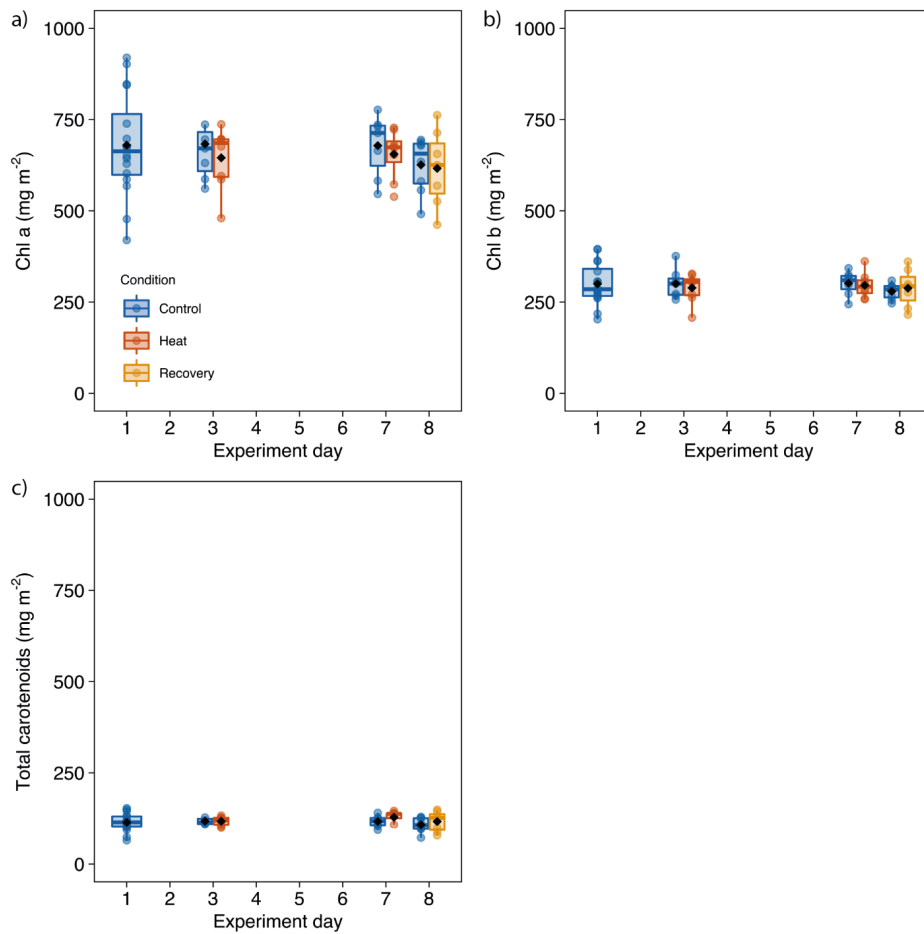 a)
1000
750
500
250
0
Chl a (mg m⁻²)
Condition
Control
Heat
Recovery
1 2 3 4 5 6 7 8
Experiment day
b)
1000
750
500
250
0
Chl b (mg m⁻²)
1 2 3 4 5 6 7 8
Experiment day
c)
1000
750
500
250
0
Total carotenoids (mg m⁻²)
1 2 3 4 5 6 7 8
Experiment day